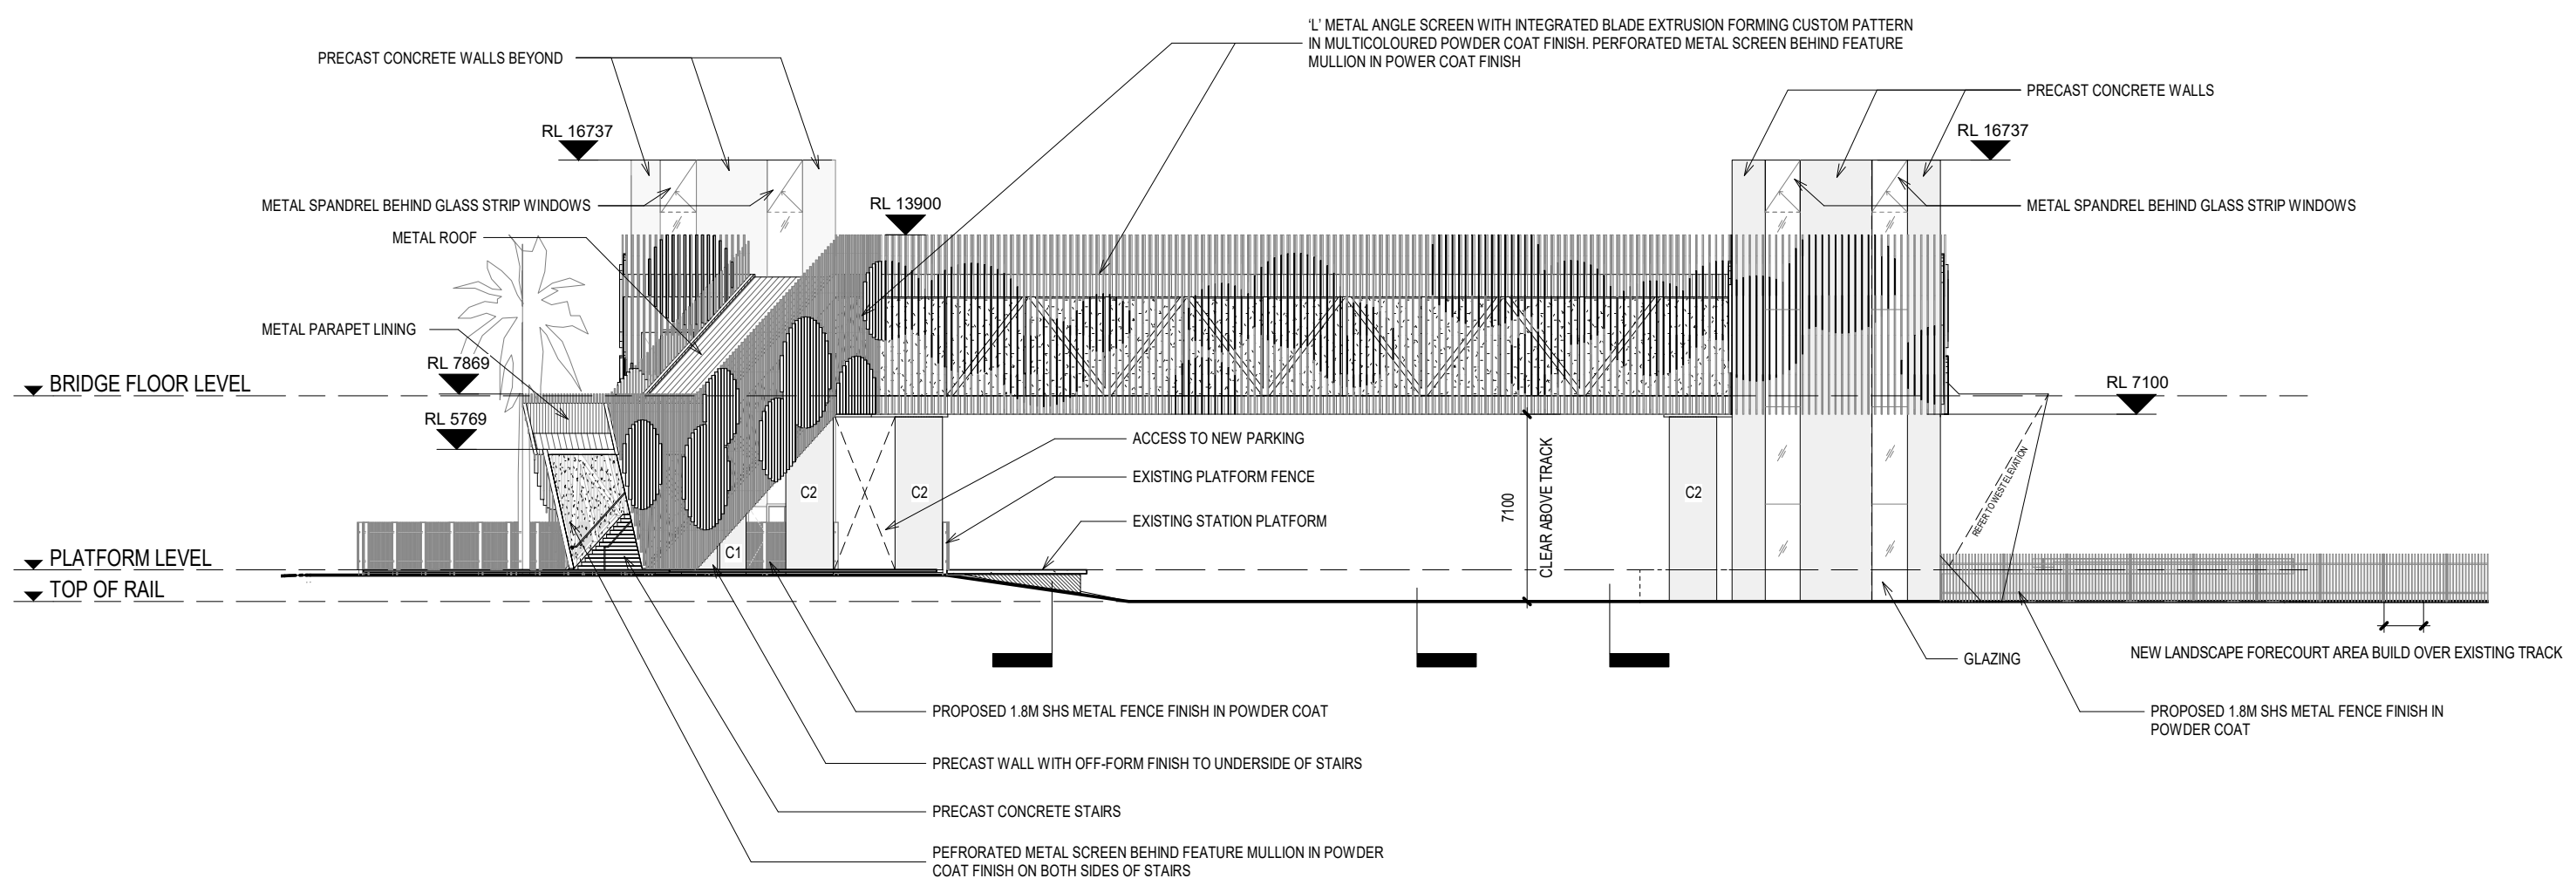 'L' METAL ANGLE SCREEN WITH INTEGRATED BLADE EXTRUSION FORMING CUSTOM PATTERN
IN MULTICOLOURED POWDER COAT FINISH. PERFORATED METAL SCREEN BEHIND FEATURE
MULLION IN POWER COAT FINISH
PRECAST CONCRETE WALLS BEYOND
PRECAST CONCRETE WALLS
RL 16737
RL 16737
METAL SPANDREL BEHIND GLASS STRIP WINDOWS
RL 13900
METAL SPANDREL BEHIND GLASS STRIP WINDOWS
METAL ROOF
METAL PARAPET LINING
RL 7869
BRIDGE FLOOR LEVEL
RL 7100
RL 5769
ACCESS TO NEW PARKING
EXISTING PLATFORM FENCE
EXISTING STATION PLATFORM
C2
C2
C2
C1
7100
CLEAR ABOVE TRACK
REFER TO WEST ELEVATION
PLATFORM LEVEL
TOP OF RAIL
GLAZING
NEW LANDSCAPE FORECOURT AREA BUILD OVER EXISTING TRACK
PROPOSED 1.8M SHS METAL FENCE FINISH IN POWDER COAT
PROPOSED 1.8M SHS METAL FENCE FINISH IN
POWDER COAT
PRECAST WALL WITH OFF-FORM FINISH TO UNDERSIDE OF STAIRS
PRECAST CONCRETE STAIRS
PEFRORATED METAL SCREEN BEHIND FEATURE MULLION IN POWDER
COAT FINISH ON BOTH SIDES OF STAIRS